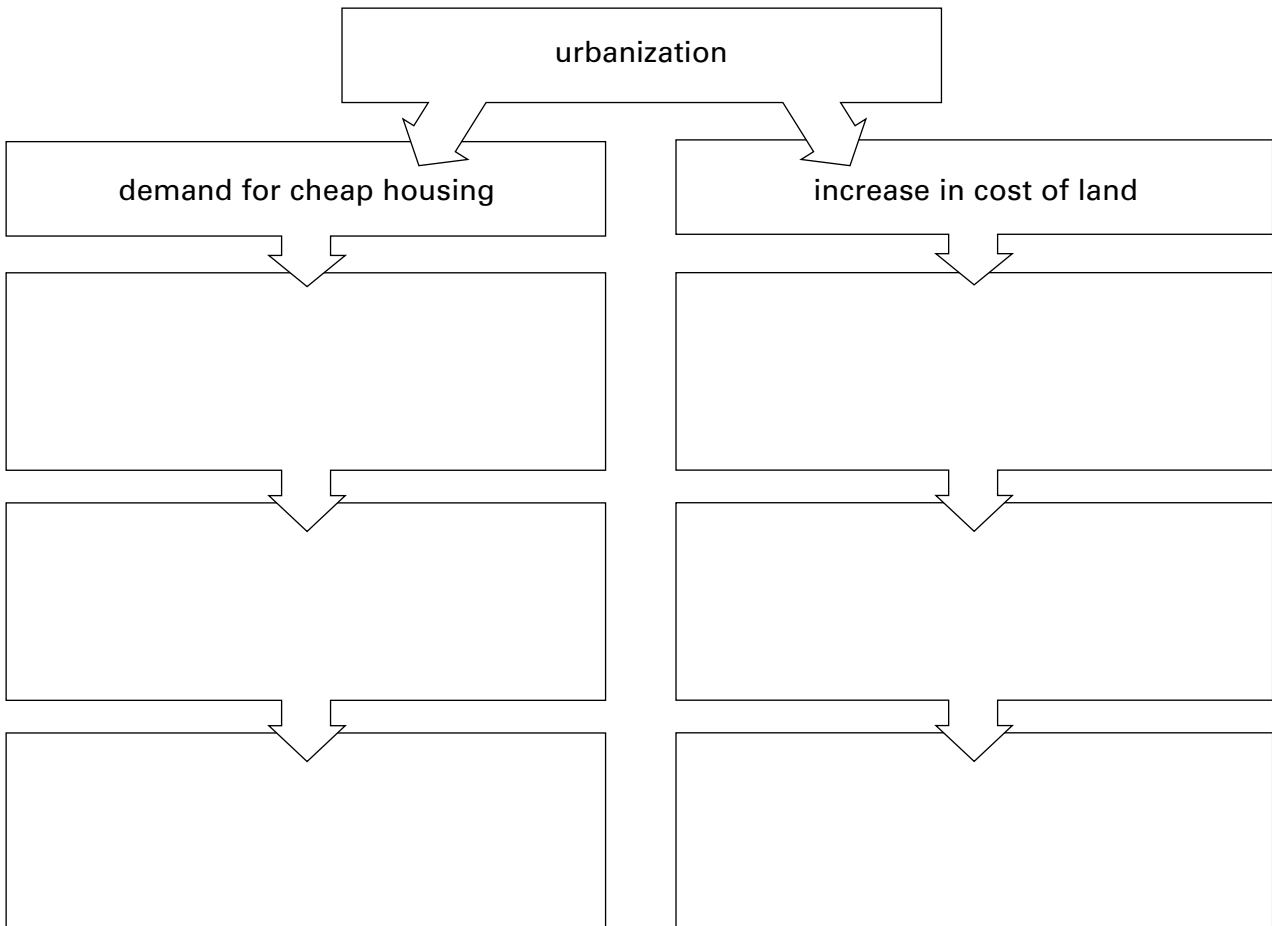 urbanization
demand for cheap housing
increase in cost of land